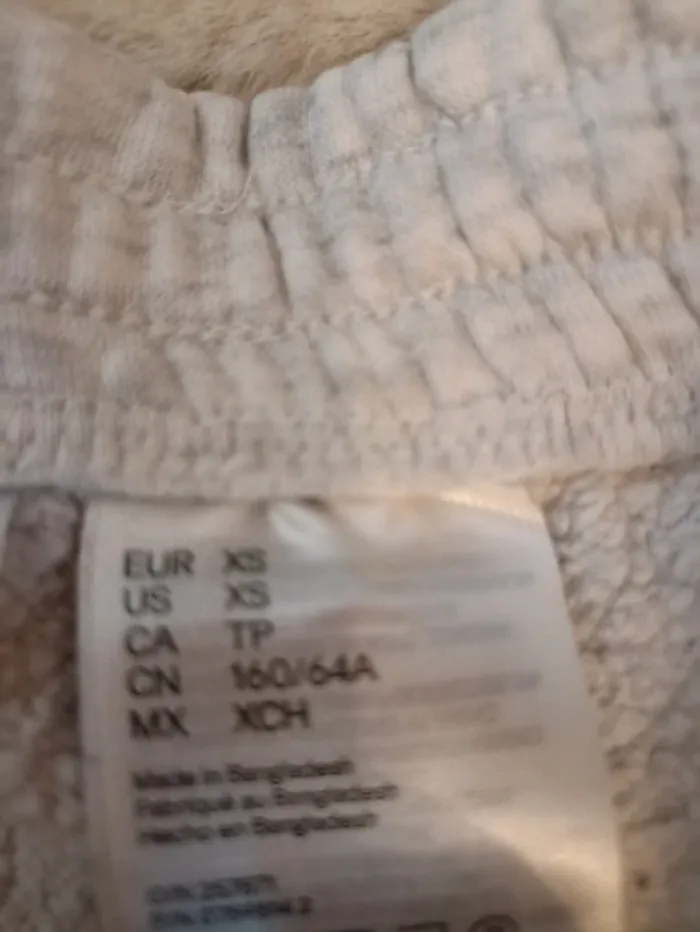 EUR XS
US XS
CA TP
CN 160/64A
MX XCH
Made in Bangladesh
Fabriqué au Bangladesh
Hecho en Bangladesh